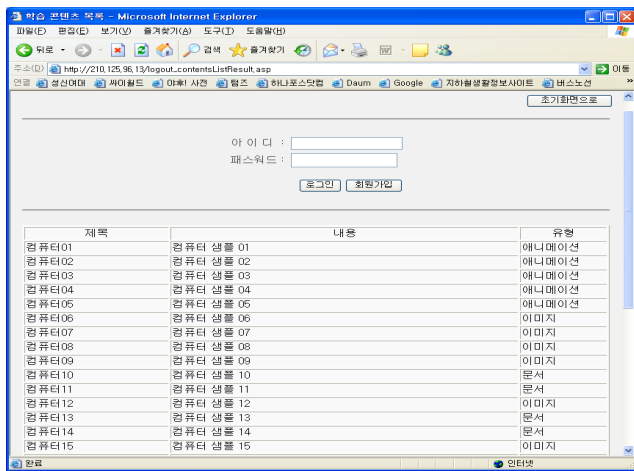 학습 콘텐츠 목록 - Microsoft Internet Explorer
파일(F) 편집(E) 보기(V) 즐겨찾기(A) 도구(T) 도움말(H)
뒤로 검색 즐겨찾기
주소(D) http://210,125,96,13/logout_contentsListResult,asp 이동
연결 성신여대 싸이월드 야후! 사전 탑즈 하나포스닷컴 Daum Google 지하철생활정보사이트 버스노선 »
초기화면으로
아 이 디 :
패스워드 :
로그인 회원가입
제목 내용 유형
컴퓨터01 컴퓨터 샘플 01 애니메이션
컴퓨터02 컴퓨터 샘플 02 애니메이션
컴퓨터03 컴퓨터 샘플 03 애니메이션
컴퓨터04 컴퓨터 샘플 04 애니메이션
컴퓨터05 컴퓨터 샘플 05 애니메이션
컴퓨터06 컴퓨터 샘플 06 이미지
컴퓨터07 컴퓨터 샘플 07 이미지
컴퓨터08 컴퓨터 샘플 08 이미지
컴퓨터09 컴퓨터 샘플 09 이미지
컴퓨터10 컴퓨터 샘플 10 문서
컴퓨터11 컴퓨터 샘플 11 문서
컴퓨터12 컴퓨터 샘플 12 이미지
컴퓨터13 컴퓨터 샘플 13 문서
컴퓨터14 컴퓨터 샘플 14 문서
컴퓨터15 컴퓨터 샘플 15 이미지
완료 인터넷